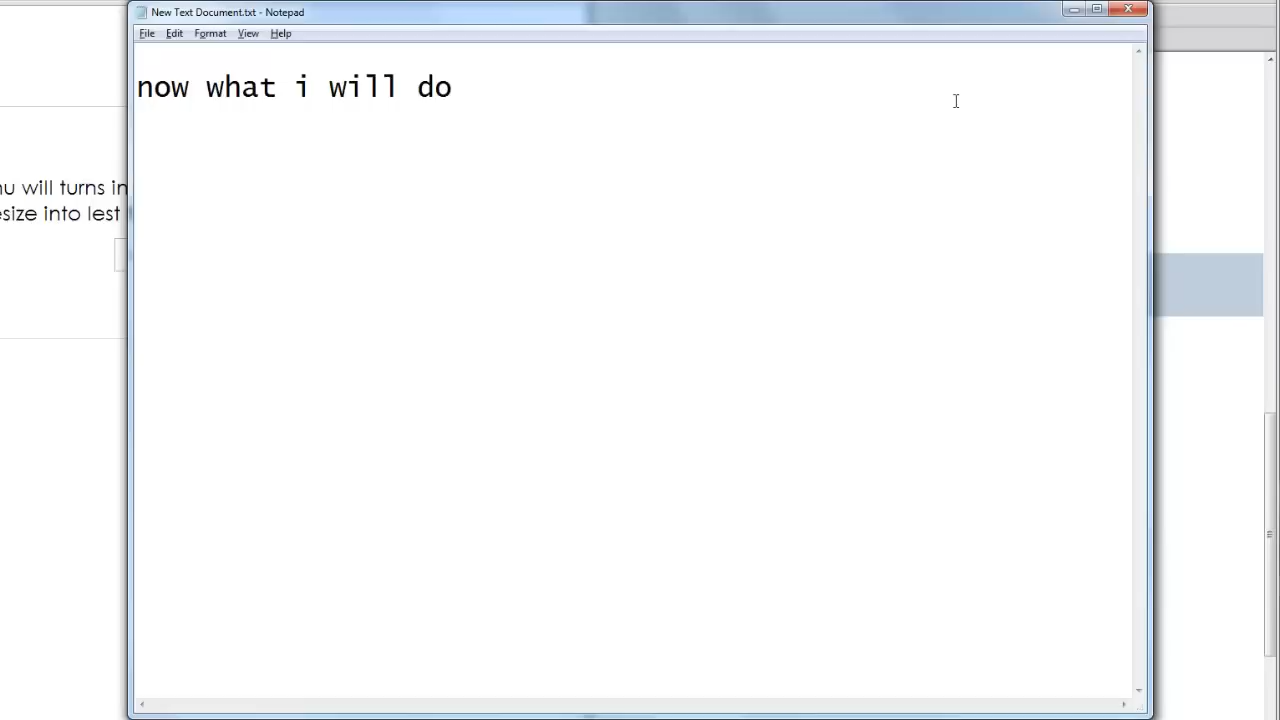 New Text Document.txt - Notepad
File Edit Format View Help
now what i will do
nu will turns in
esize into lest